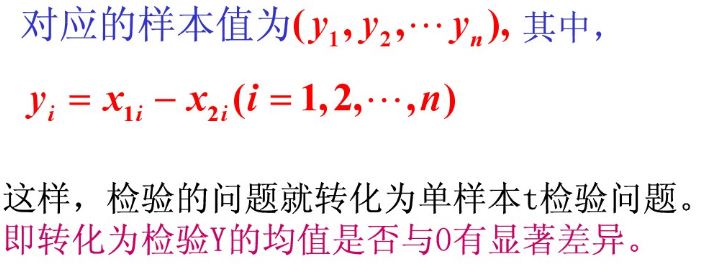 对应的样本值为(y₁,y₂,⋯yₙ), 其中，
yᵢ = x₁ᵢ − x₂ᵢ(i = 1,2,⋯,n)
这样，检验的问题就转化为单样本t检验问题。
即转化为检验Y的均值是否与0有显著差异。